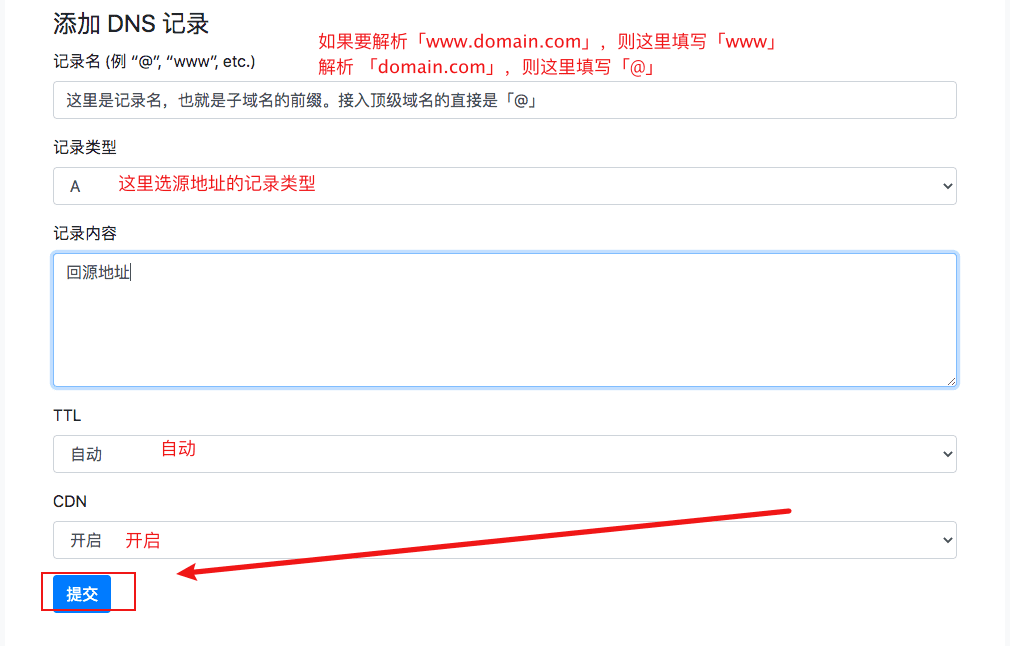 添加 DNS 记录
如果要解析「www.domain.com」，则这里填写「www」
记录名 (例 “@”, “www”, etc.)
解析 「domain.com」，则这里填写「@」
这里是记录名，也就是子域名的前缀。接入顶级域名的直接是「@」
记录类型
A 这里选源地址的记录类型
记录内容
回源地址
TTL
自动 自动
CDN
开启 开启
提交